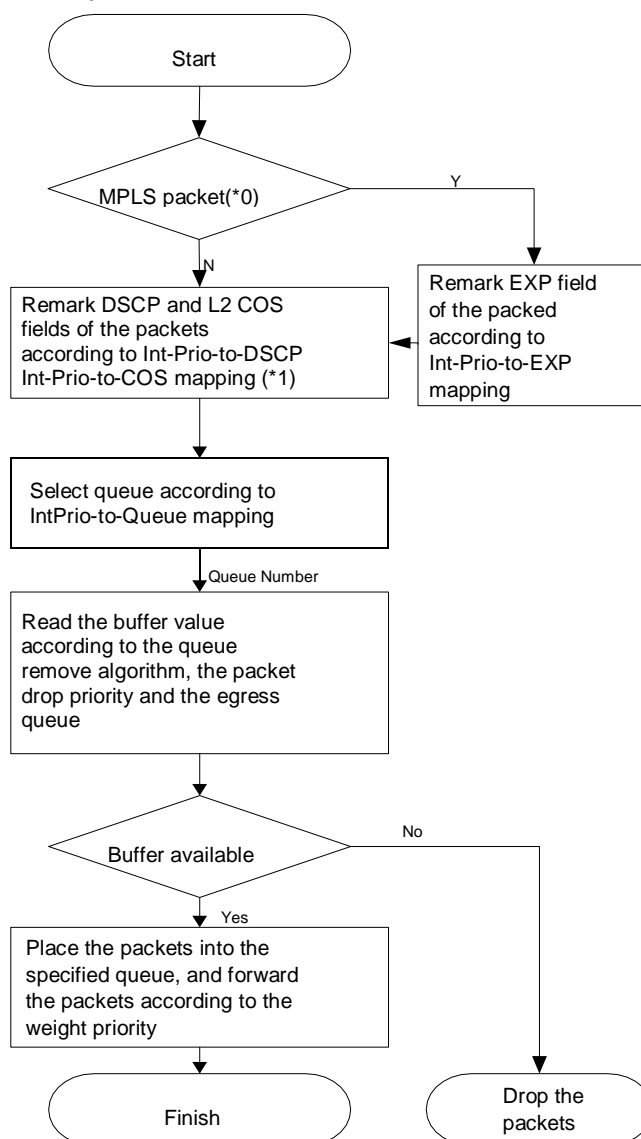 Start
MPLS packet(*0)
Y
N
Remark DSCP and L2 COS
fields of the packets
according to Int-Prio-to-DSCP
Int-Prio-to-COS mapping (*1)
Remark EXP field
of the packed
according to
Int-Prio-to-EXP
mapping
Select queue according to
IntPrio-to-Queue mapping
Queue Number
Read the buffer value
according to the queue
remove algorithm, the packet
drop priority and the egress
queue
Buffer available
No
Yes
Place the packets into the
specified queue, and forward
the packets according to the
weight priority
Finish
Drop the
packets